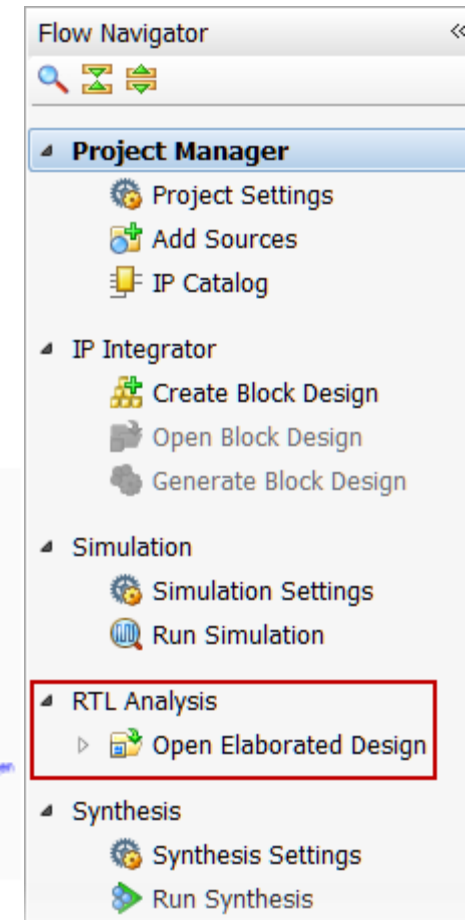 Flow Navigator
Project Manager
Project Settings
Add Sources
IP Catalog
IP Integrator
Create Block Design
Open Block Design
Generate Block Design
Simulation
Simulation Settings
Run Simulation
RTL Analysis
Open Elaborated Design
Synthesis
Synthesis Settings
Run Synthesis